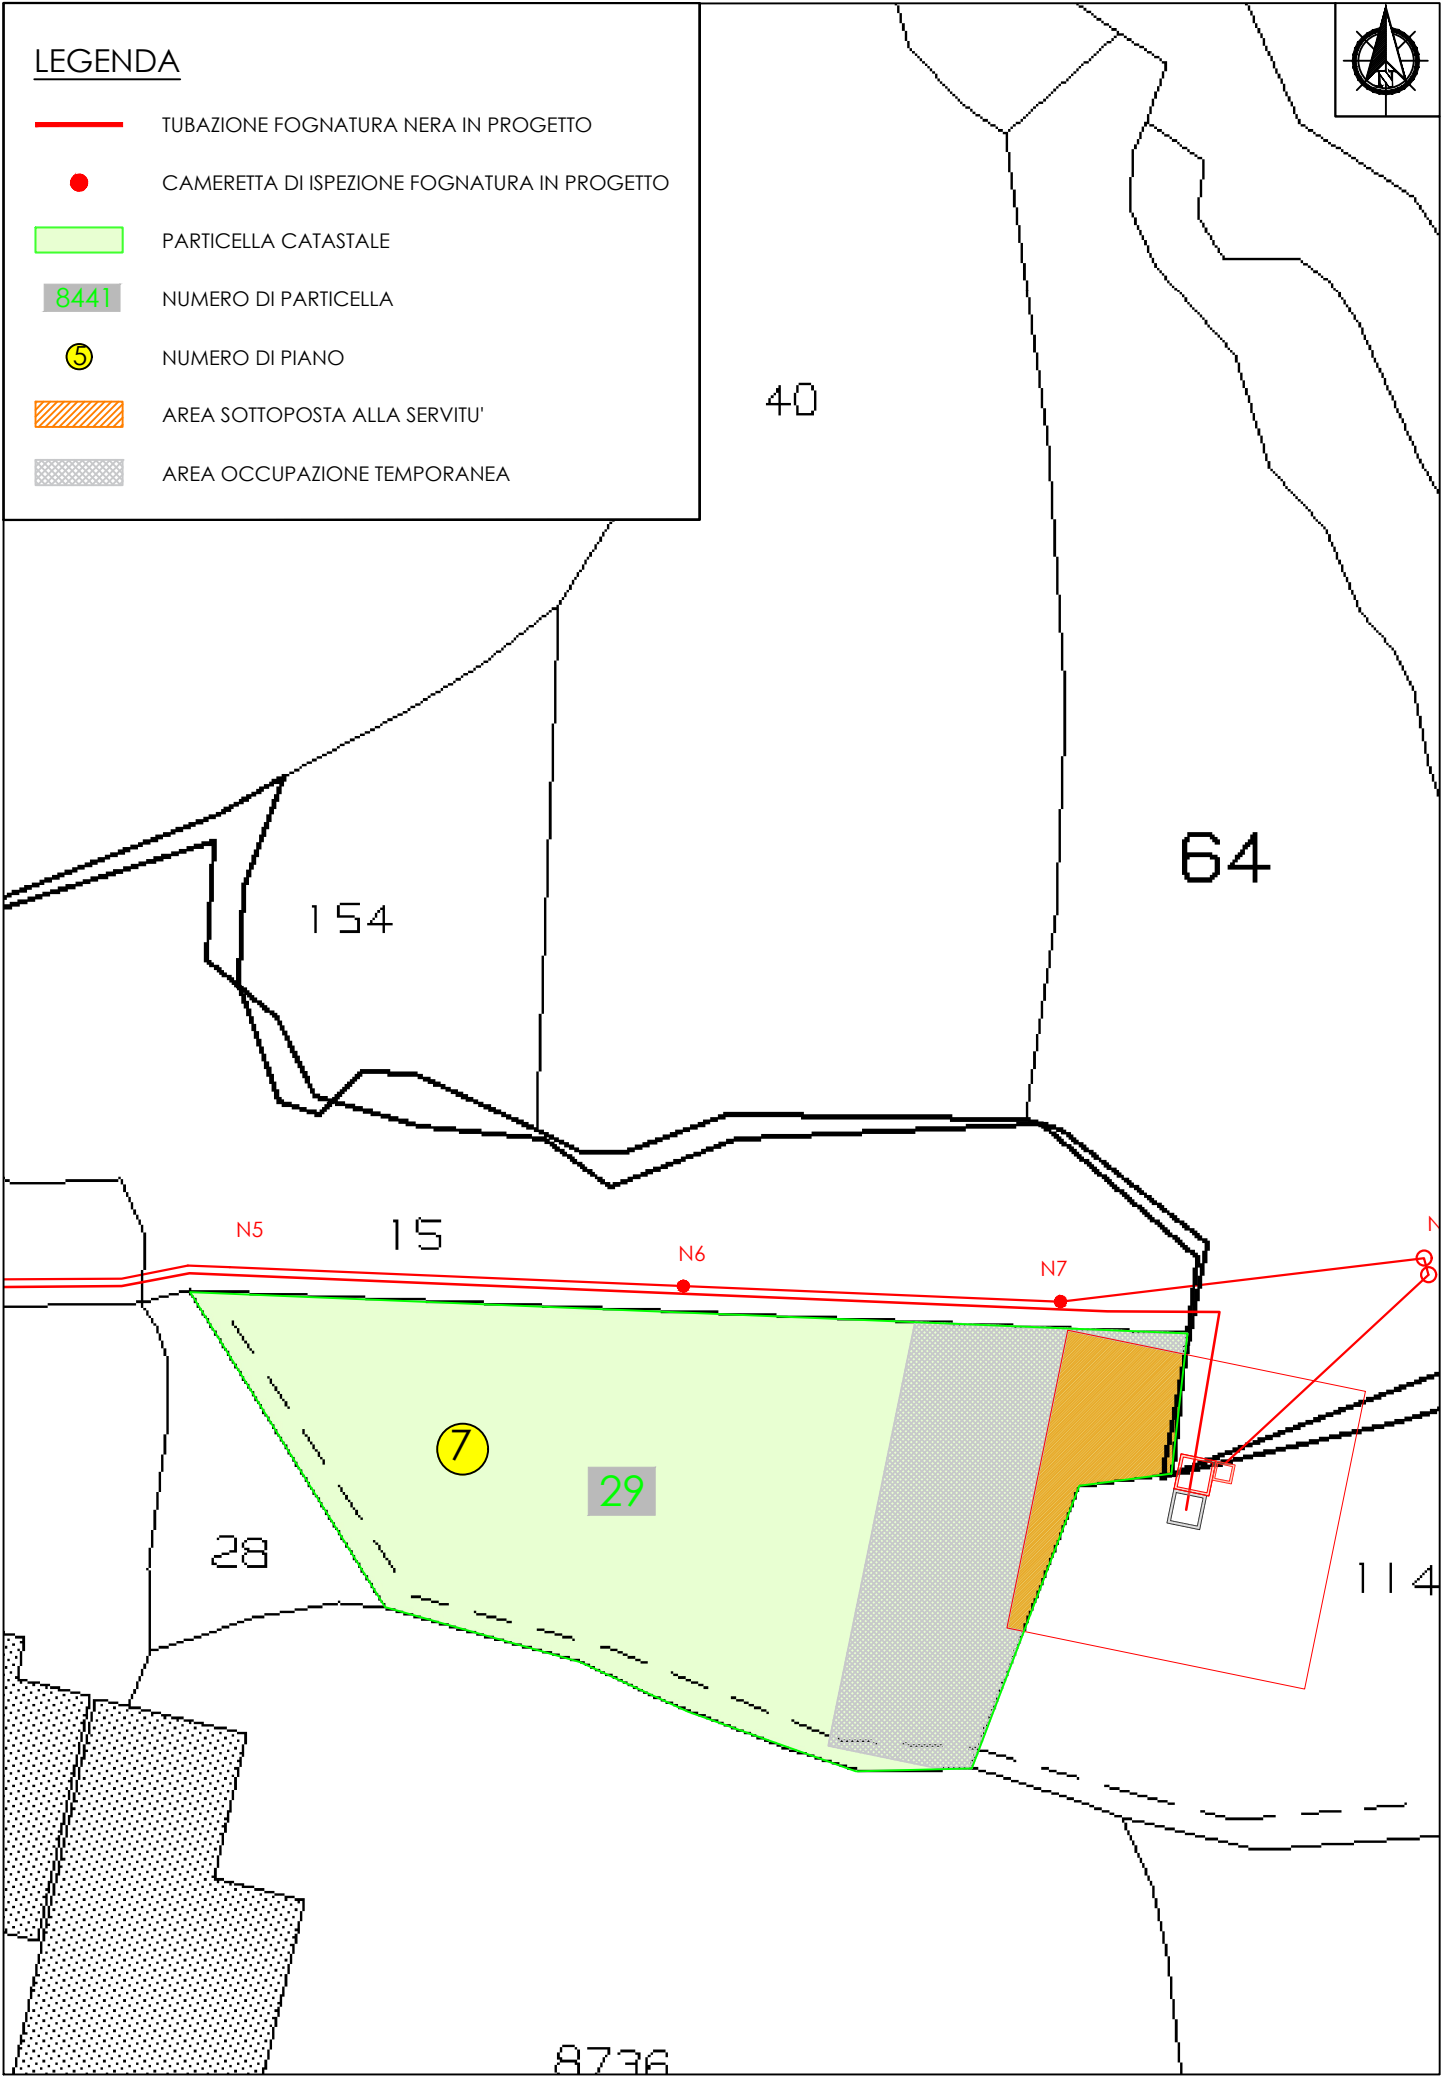 LEGENDA
TUBAZIONE FOGNATURA NERA IN PROGETTO
CAMERETTA DI ISPEZIONE FOGNATURA IN PROGETTO
PARTICELLA CATASTALE
8441 NUMERO DI PARTICELLA
5 NUMERO DI PIANO
AREA SOTTOPOSTA ALLA SERVITU'
AREA OCCUPAZIONE TEMPORANEA
N
40
64
154
N5
15
N6
N7
N
7
29
28
114
8736